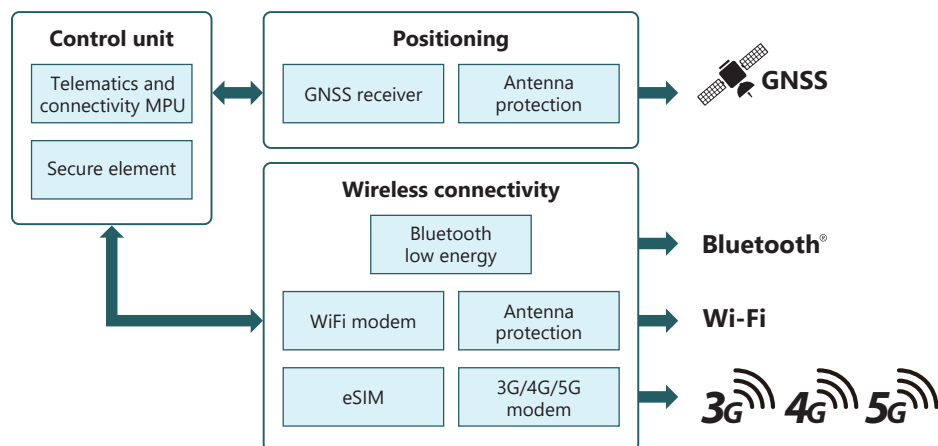 Control unit
Telematics and
connectivity MPU
Secure element
Positioning
GNSS receiver
Antenna
protection
GNSS
Wireless connectivity
Bluetooth
low energy
Bluetooth®
WiFi modem
Antenna
protection
Wi-Fi
eSIM
3G/4G/5G
modem
3G 4G 5G